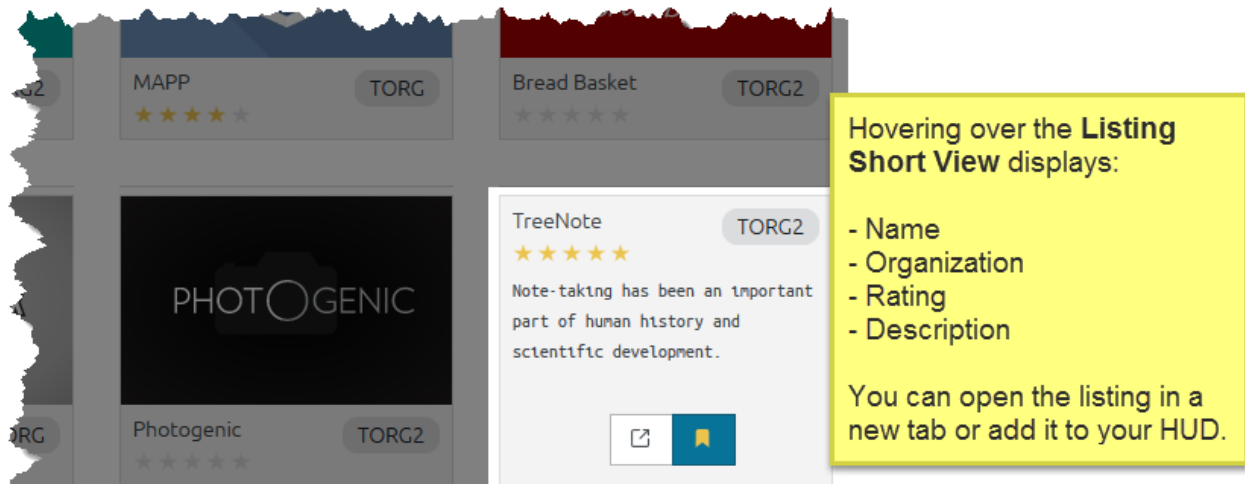 MAPP
TORG
Bread Basket
TORG2
Hovering over the Listing
Short View displays:
- Name
- Organization
- Rating
- Description
You can open the listing in a
new tab or add it to your HUD.
TreeNote
TORG2
Note-taking has been an important
part of human history and
scientific development.
PHOTOGENIC
Photogenic
TORG2